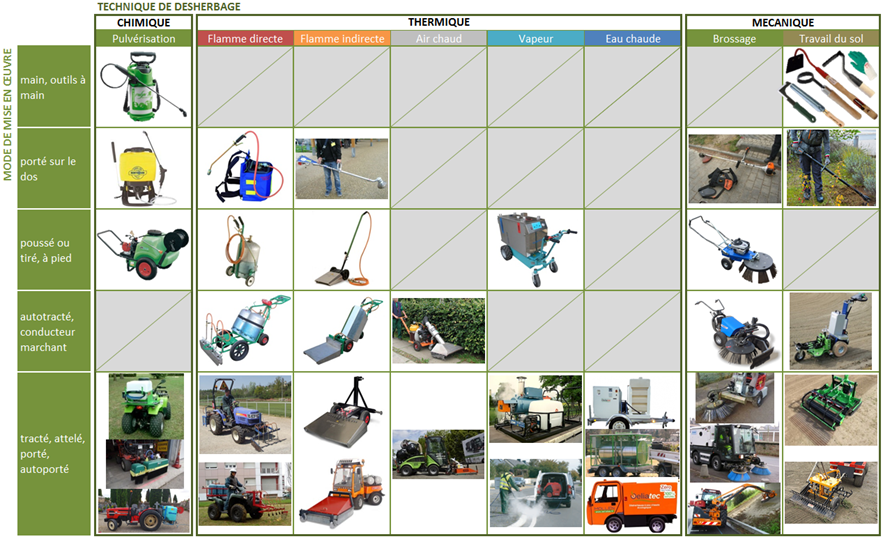 TECHNIQUE DE DESHERBAGE
CHIMIQUE
THERMIQUE
MECANIQUE
Pulvérisation
Flamme directe
Flamme indirecte
Air chaud
Vapeur
Eau chaude
Brossage
Travail du sol
MODE DE MISE EN ŒUVRE
main, outils à
main
porté sur le
dos
poussé ou
tiré, à pied
autotracté,
conducteur
marchant
tracté, attelé,
porté,
autoporté